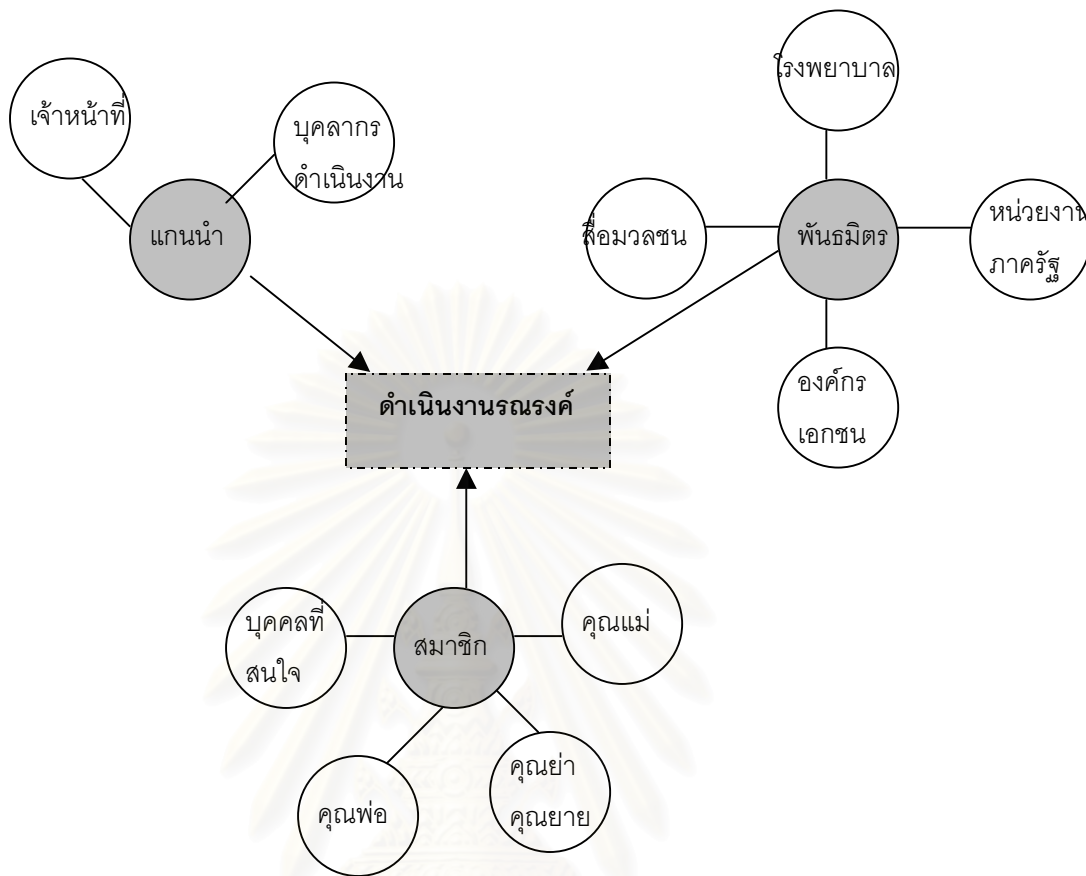 โรงพยาบาล
เจ้าหน้าที่
บุคลากร
ดำเนินงาน
แกนนำ
สื่อมวลชน
พันธมิตร
หน่วยงาน
ภาครัฐ
องค์กร
เอกชน
ดำเนินงานรณรงค์
บุคคลที่
สนใจ
สมาชิก
คุณแม่
คุณพ่อ
คุณย่า
คุณยาย